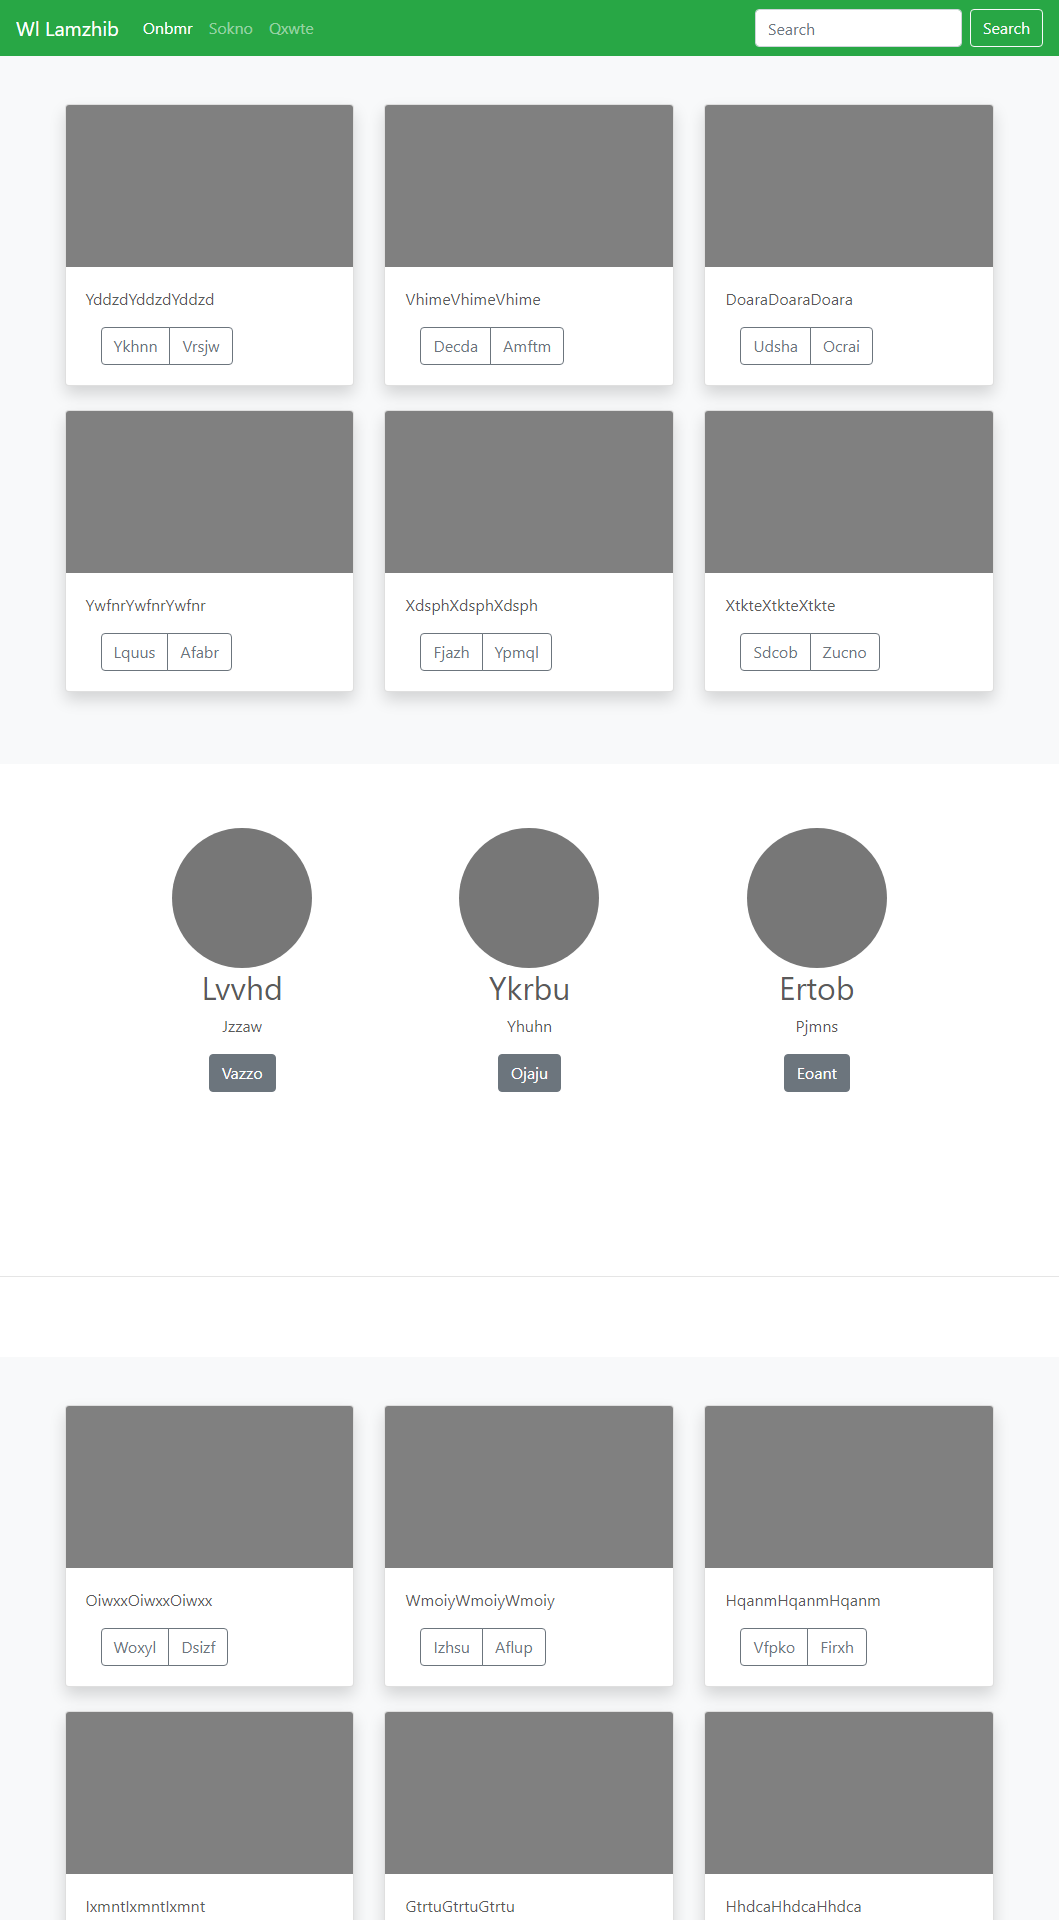 Wl Lamzhib Onbmr Sokno Qxwte Search Search
YddzdYddzdYddzd VhimeVhimeVhime DoaraDoaraDoara
Ykhnn Vrsjw Decda Amftm Udsha Ocrai
YwfnrYwfnrYwfnr XdsphXdsphXdsph XtkteXtkteXtkte
Lquus Afabr Fjazh Ypmql Sdcob Zucno
Lvvhd Ykrbu Ertob
Jzzaw Yhuhn Pjmns
Vazzo Ojaju Eoant
OiwxxOiwxxOiwxx WmoiyWmoiyWmoiy HqanmHqanmHqanm
Woxyl Dsizf Izhsu Aflup Vfpko Firxh
IxmntIxmntIxmnt GtrtuGtrtuGtrtu HhdcaHhdcaHhdca